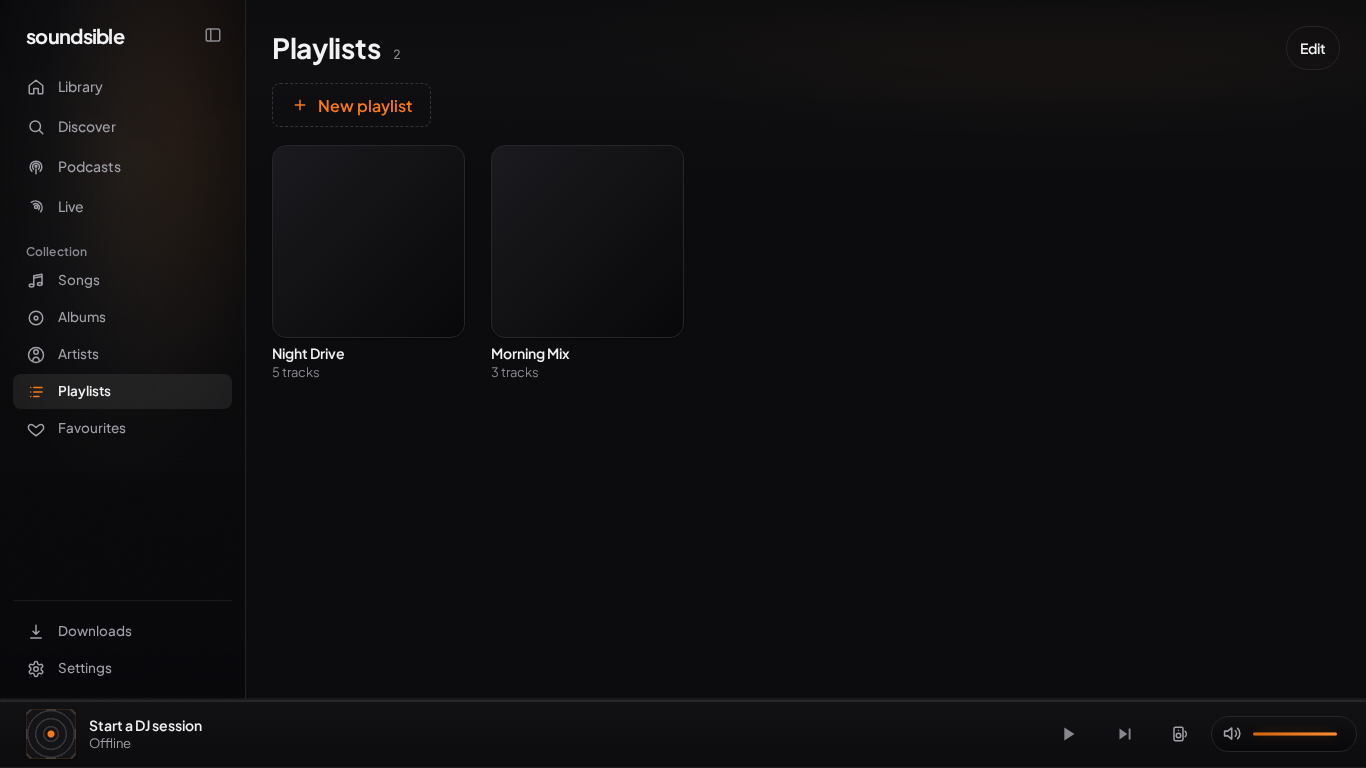 soundsible
Library
Discover
Podcasts
Live
Collection
Songs
Albums
Artists
Playlists
Favourites
Downloads
Settings
Playlists 2
Edit
+ New playlist
Night Drive
5 tracks
Morning Mix
3 tracks
Start a DJ session
Offline